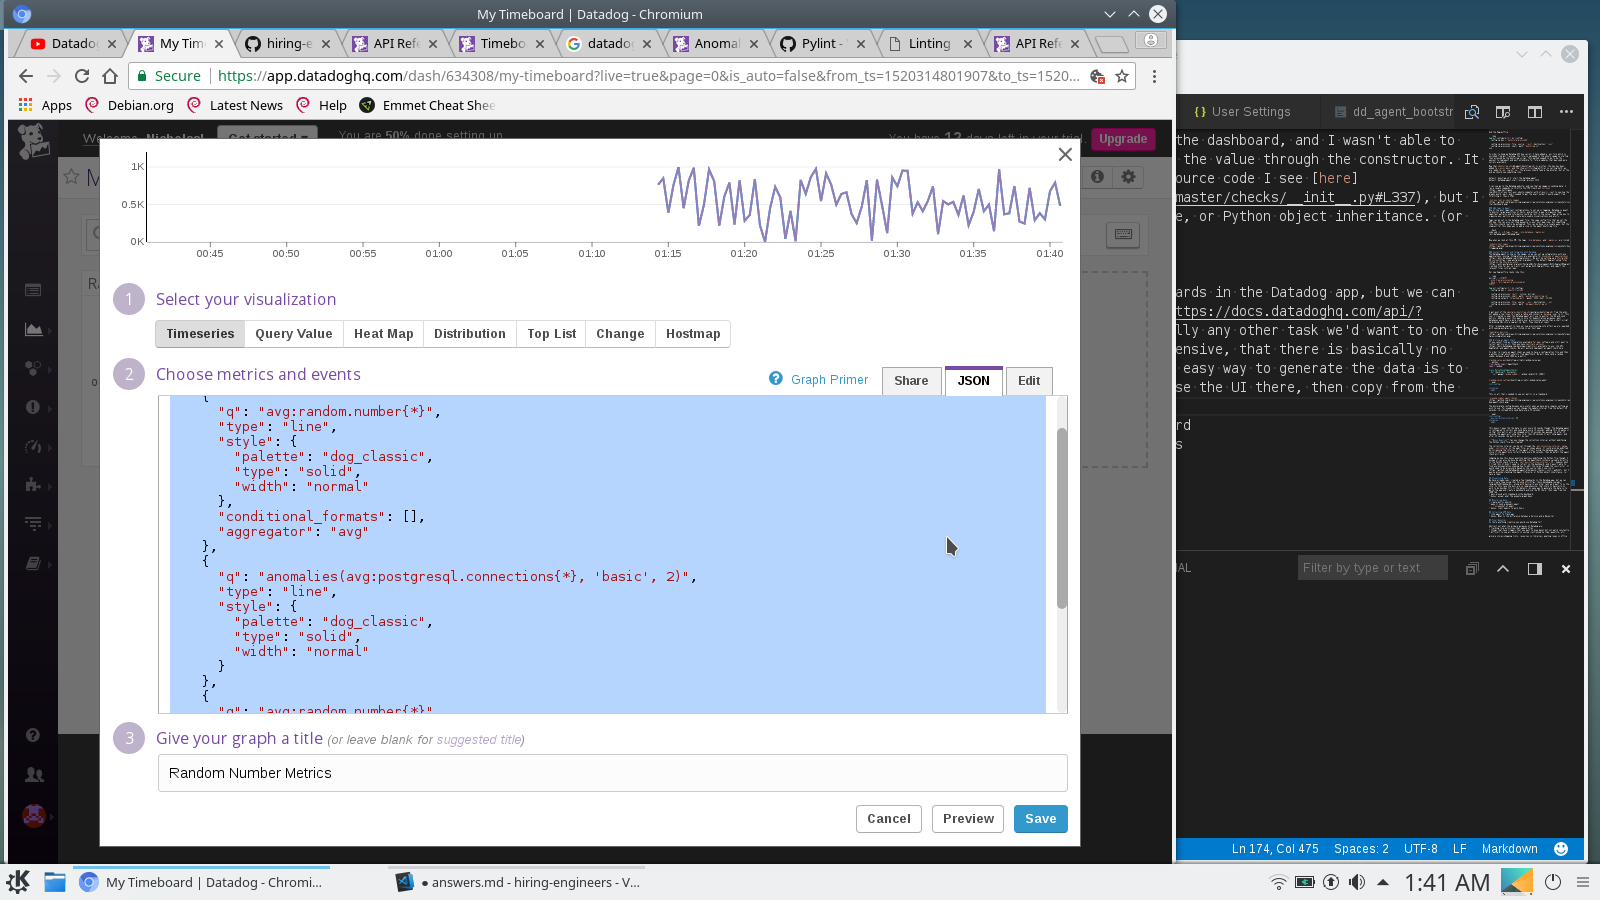 My Timeboard | Datadog - Chromium
Datadog
My Tim
hiring-e
API Refe
Timebo
datadog
Anomal
Pylint -
Linting
API Refe
Secure | https://app.datadoghq.com/dash/634308/my-timeboard?live=true&page=0&is_auto=false&from_ts=1520314801907&to_ts=1520...
Apps
Debian.org
Latest News
Help
Emmet Cheat Shee
Welcome, Nicholas!
Get started
You are 50% done setting up
You have 12 days left in your trial
Upgrade
M
1K
0.5K
0K
00:45 00:50 00:55 01:00 01:05 01:10 01:15 01:20 01:25 01:30 01:35 01:40
1 Select your visualization
Timeseries Query Value Heat Map Distribution Top List Change Hostmap
2 Choose metrics and events
Graph Primer Share JSON Edit
{
"q": "avg:random.number{*}",
"type": "line",
"style": {
"palette": "dog_classic",
"type": "solid",
"width": "normal"
},
"conditional_formats": [],
"aggregator": "avg"
},
{
"q": "anomalies(avg:postgresql.connections{*}, 'basic', 2)",
"type": "line",
"style": {
"palette": "dog_classic",
"type": "solid",
"width": "normal"
}
},
{
"q": "avg:random.number{*}"
3 Give your graph a title (or leave blank for suggested title)
Random Number Metrics
Cancel Preview Save
{} User Settings
dd_agent_bootstr
the dashboard, and I wasn't able to
the value through the constructor. It
ource code I see [here]
master/checks/__init__.py#L337), but I
e, or Python object inheritance. (or
ards in the Datadog app, but we can
ttps://docs.datadoghq.com/api/?
lly any other task we'd want to on the
ensive, that there is basically no
easy way to generate the data is to
se the UI there, then copy from the
rd
s
NAL
Filter by type or text
Ln 174, Col 475 Spaces: 2 UTF-8 LF Markdown
My Timeboard | Datadog - Chromi...
● answers.md - hiring-engineers - V...
1:41 AM